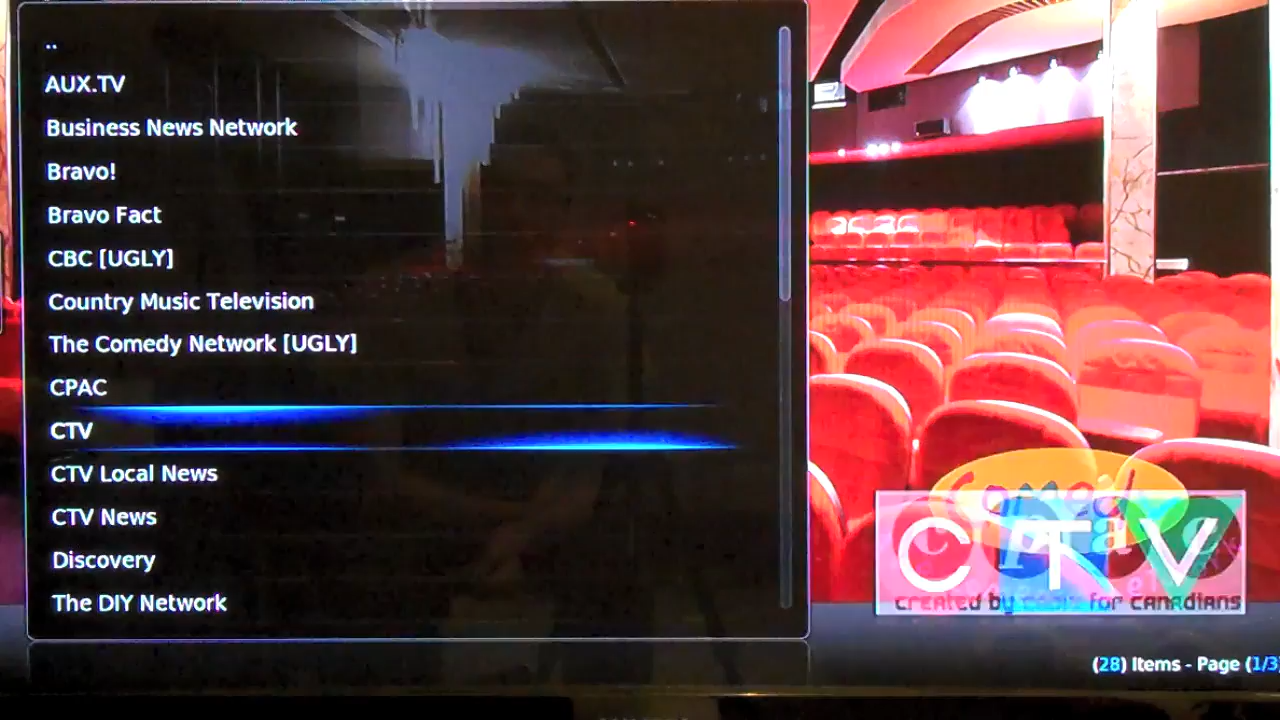 ..
AUX.TV
Business News Network
Bravo!
Bravo Fact
CBC [UGLY]
Country Music Television
The Comedy Network [UGLY]
CPAC
CTV
CTV Local News
CTV News
Discovery
The DIY Network
CTV
created by for canadians
(28) Items - Page (1/3